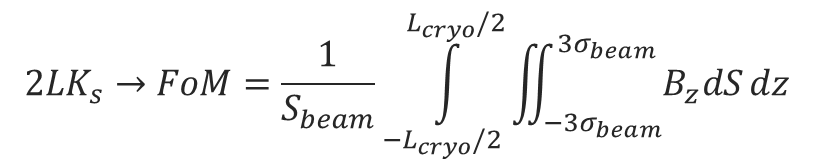 2LK_s → FoM = \frac{1}{S_{beam}} \int_{-L_{cryo}/2}^{L_{cryo}/2} \iint_{-3σ_{beam}}^{3σ_{beam}} B_z dS dz